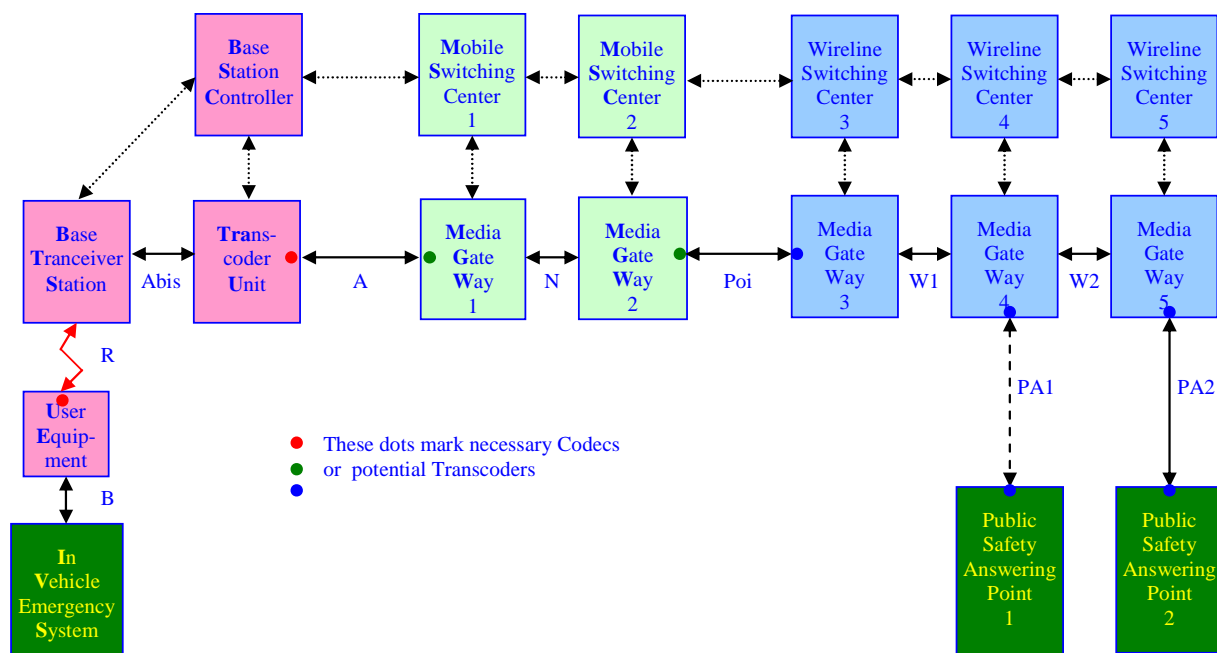 Base
Station
Controller
Mobile
Switching
Center
1
Mobile
Switching
Center
2
Wireline
Switching
Center
3
Wireline
Switching
Center
4
Wireline
Switching
Center
5
Base
Tranceiver
Station
Abis
Trans-
coder
Unit
A
Media
Gate
Way
1
N
Media
Gate
Way
2
Poi
Media
Gate
Way
3
W1
Media
Gate
Way
4
W2
Media
Gate
Way
5
R
PA1
PA2
User
Equip-
ment
These dots mark necessary Codecs
or potential Transcoders
B
In
Vehicle
Emergency
System
Public
Safety
Answering
Point
1
Public
Safety
Answering
Point
2